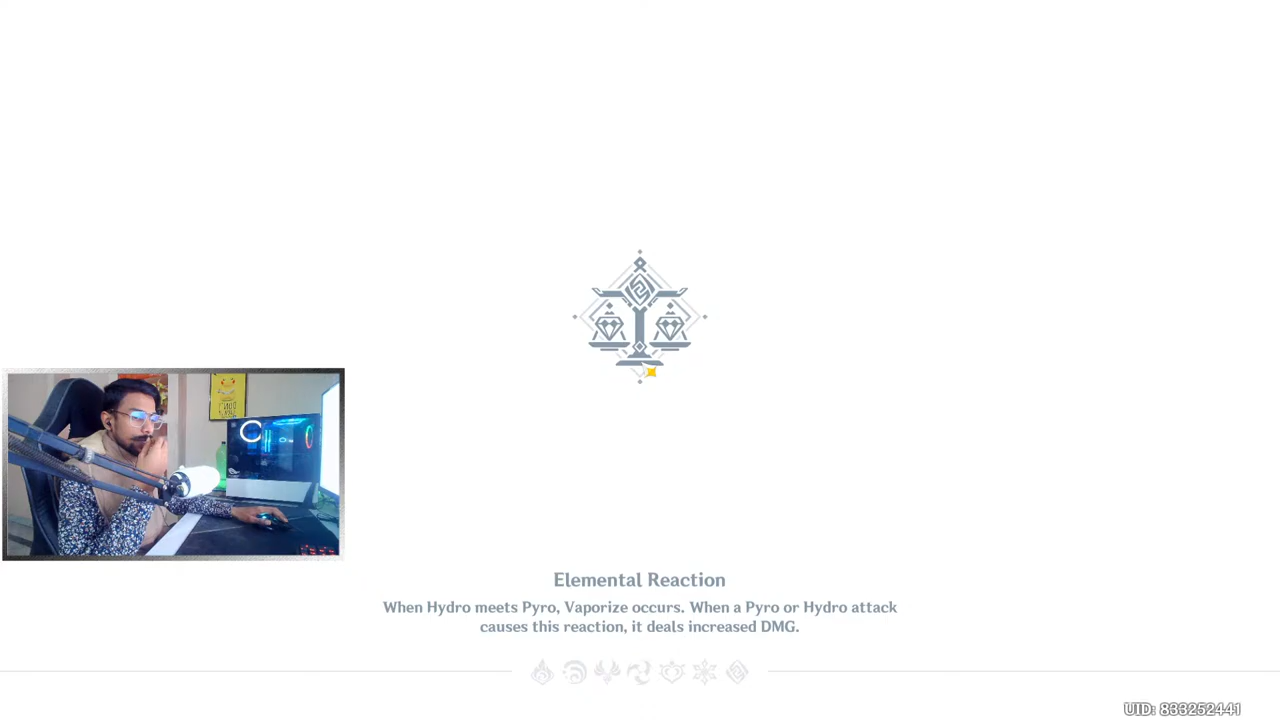 Elemental Reaction
When Hydro meets Pyro, Vaporize occurs. When a Pyro or Hydro attack
causes this reaction, it deals increased DMG.
UID: 833252441